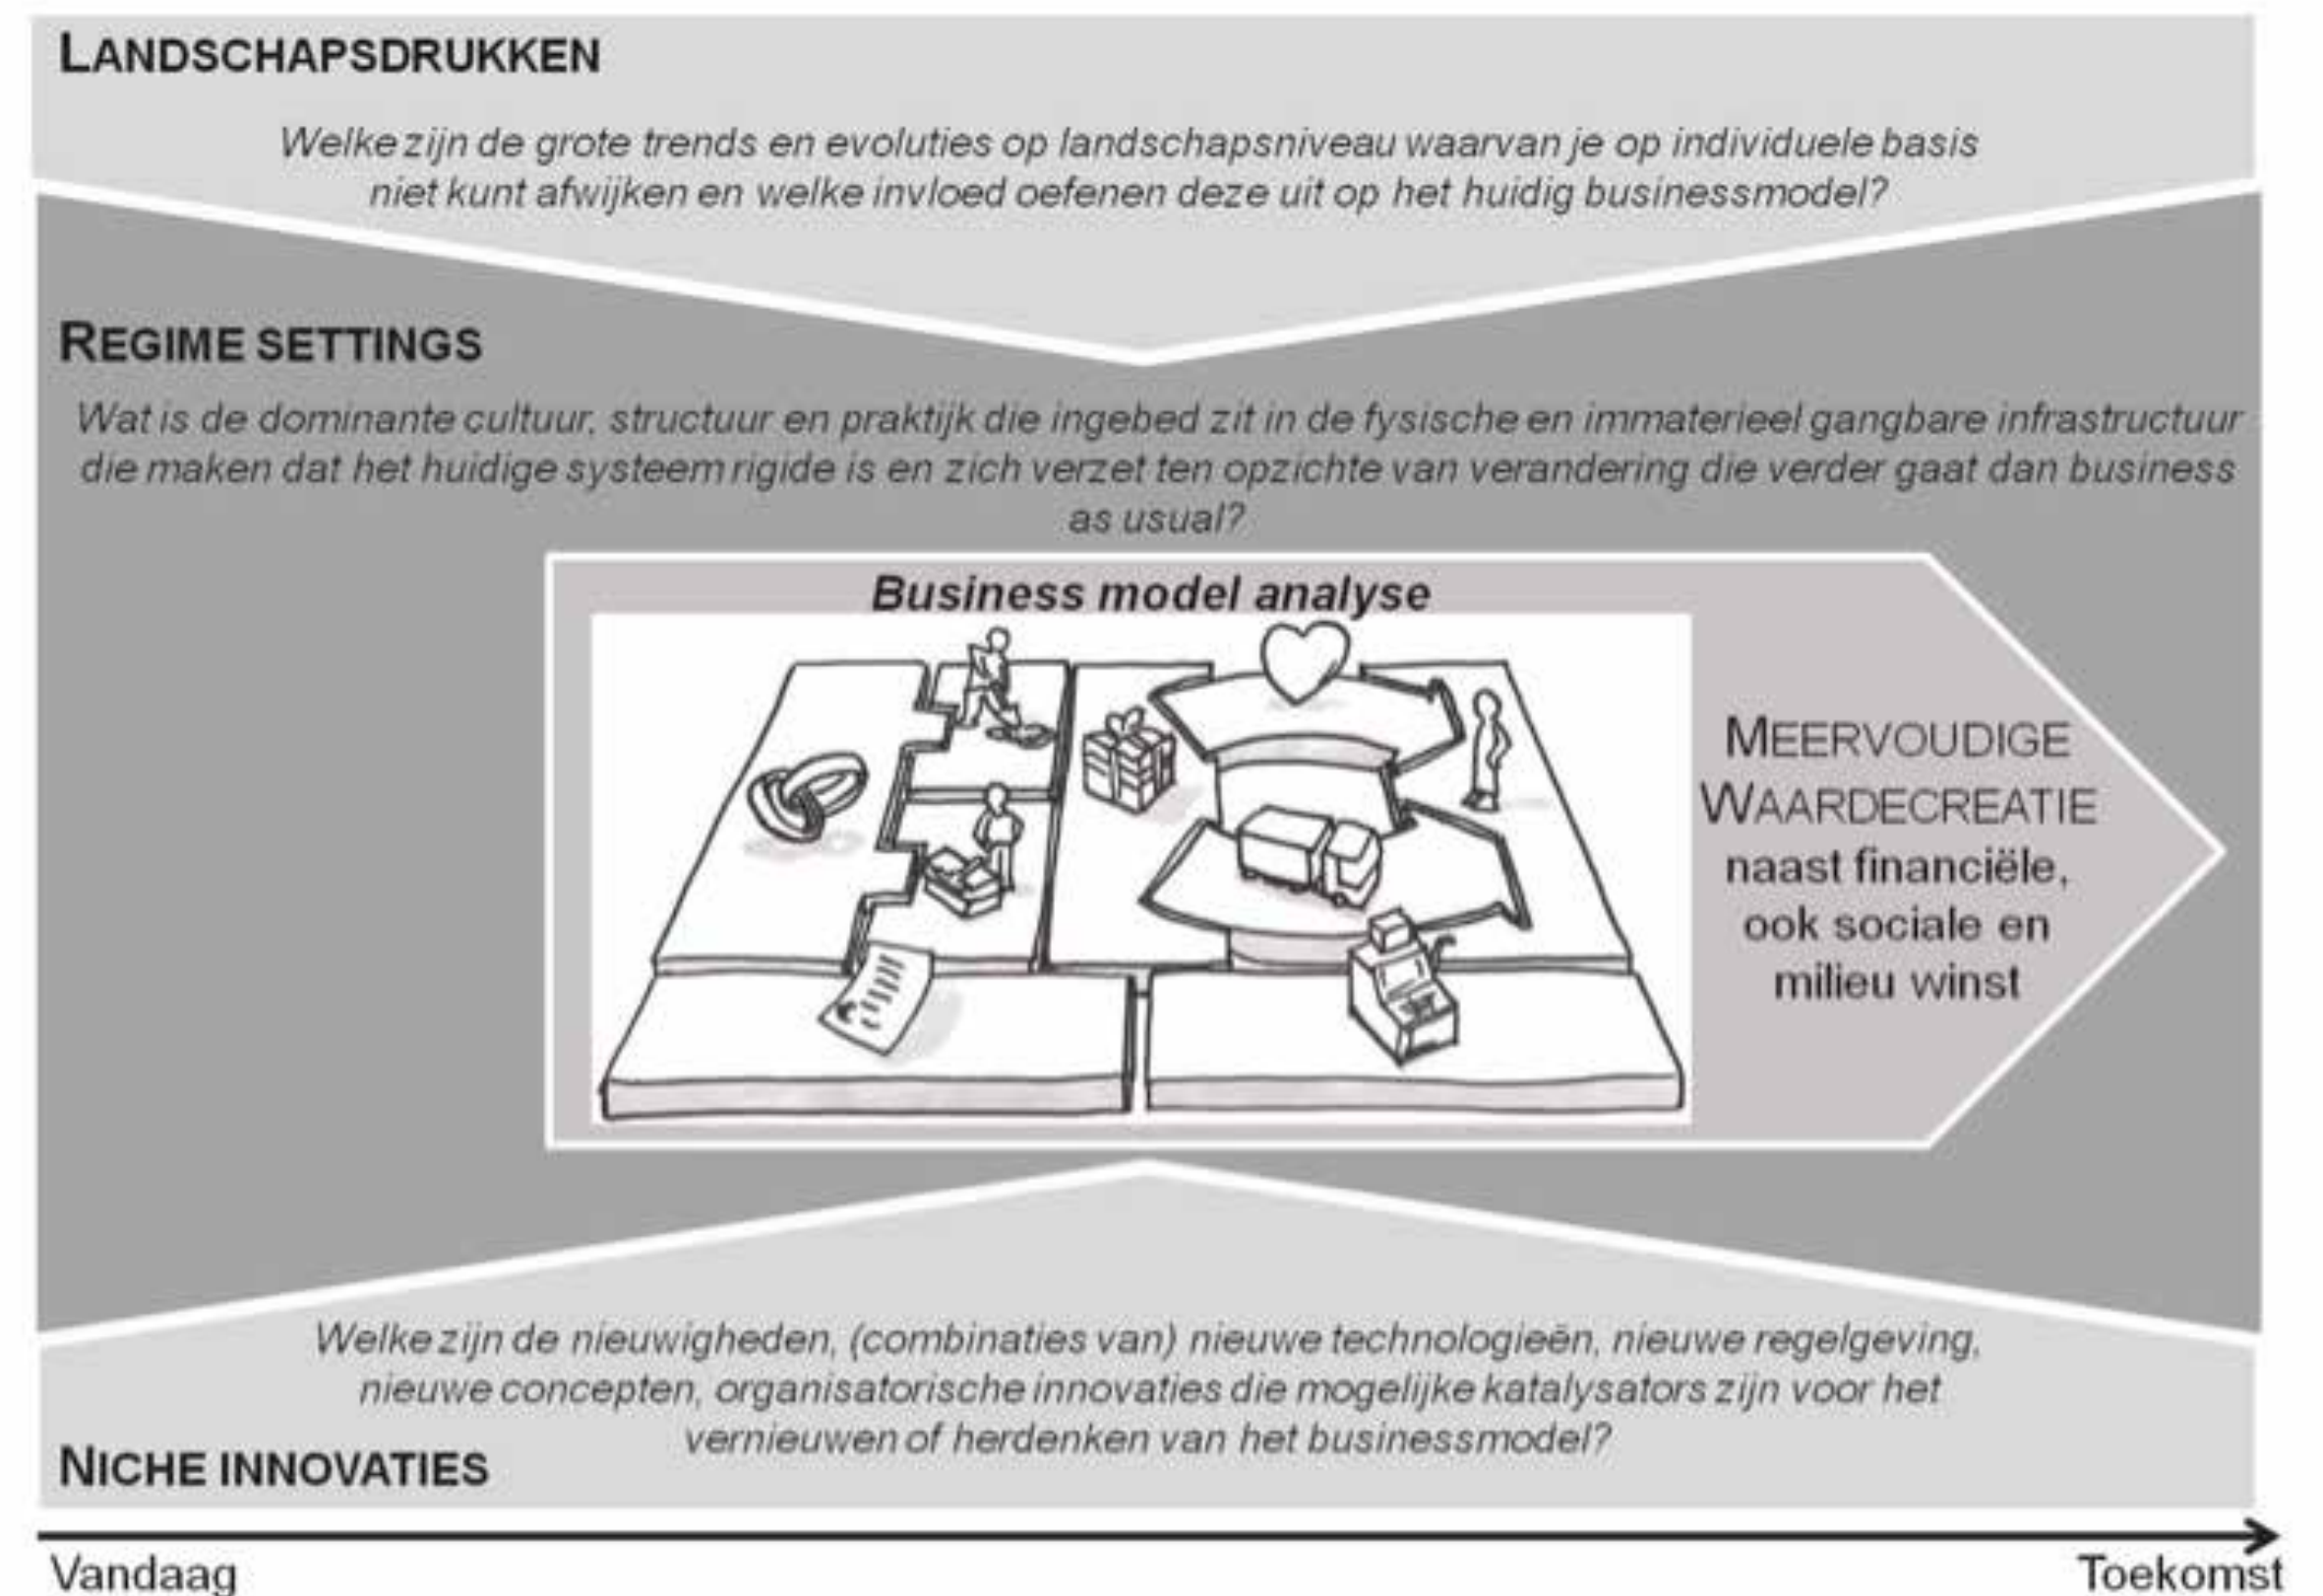 LANDSCHAPSDRUKKEN
Welke zijn de grote trends en evoluties op landschapsniveau waarvan je op individuele basis
niet kunt afwijken en welke invloed oefenen deze uit op het huidig businessmodel?
REGIME SETTINGS
Wat is de dominante cultuur, structuur en praktijk die ingebed zit in de fysische en immaterieel gangbare infrastructuur
die maken dat het huidige systeem rigide is en zich verzet ten opzichte van verandering die verder gaat dan business
as usual?
Business model analyse
MEERVOUDIGE
WAARDECREATIE
naast financiële,
ook sociale en
milieu winst
Welke zijn de nieuwigheden, (combinaties van) nieuwe technologieën, nieuwe regelgeving,
nieuwe concepten, organisatorische innovaties die mogelijke katalysators zijn voor het
vernieuwen of herdenken van het businessmodel?
NICHE INNOVATIES
Vandaag
Toekomst